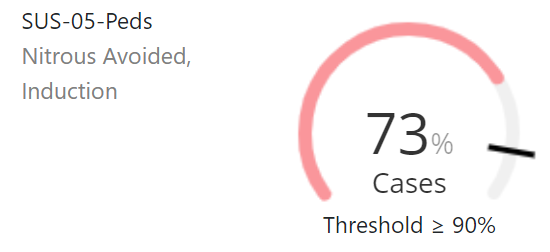 SUS-05-Peds
Nitrous Avoided,
Induction
73%
Cases
Threshold ≥ 90%